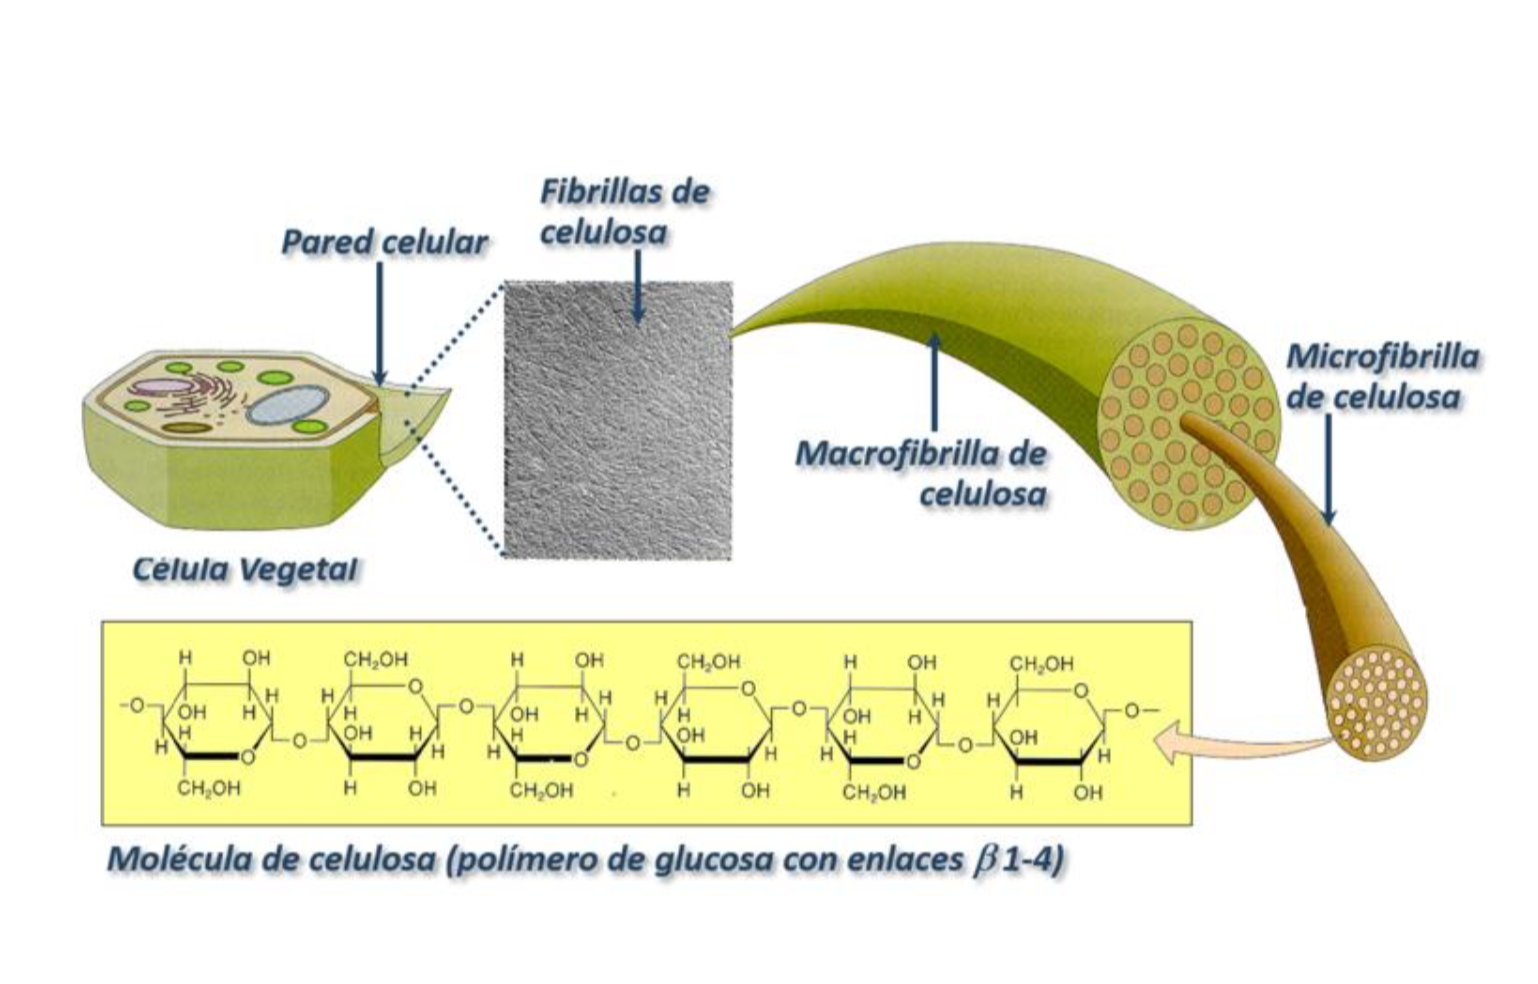 Fibrillas de
celulosa
Pared celular
Microfibrilla
de celulosa
Macrofibrilla de
celulosa
Célula Vegetal
H OH CH₂OH H OH CH₂OH H OH CH₂OH
O O O
H H H H H H
–O OH H H O OH H H O OH H H O–
H H OH H H H OH H H H OH H
H O O H O O H O
CH₂OH H OH CH₂OH H OH CH₂OH H OH
Molécula de celulosa (polímero de glucosa con enlaces β 1-4)